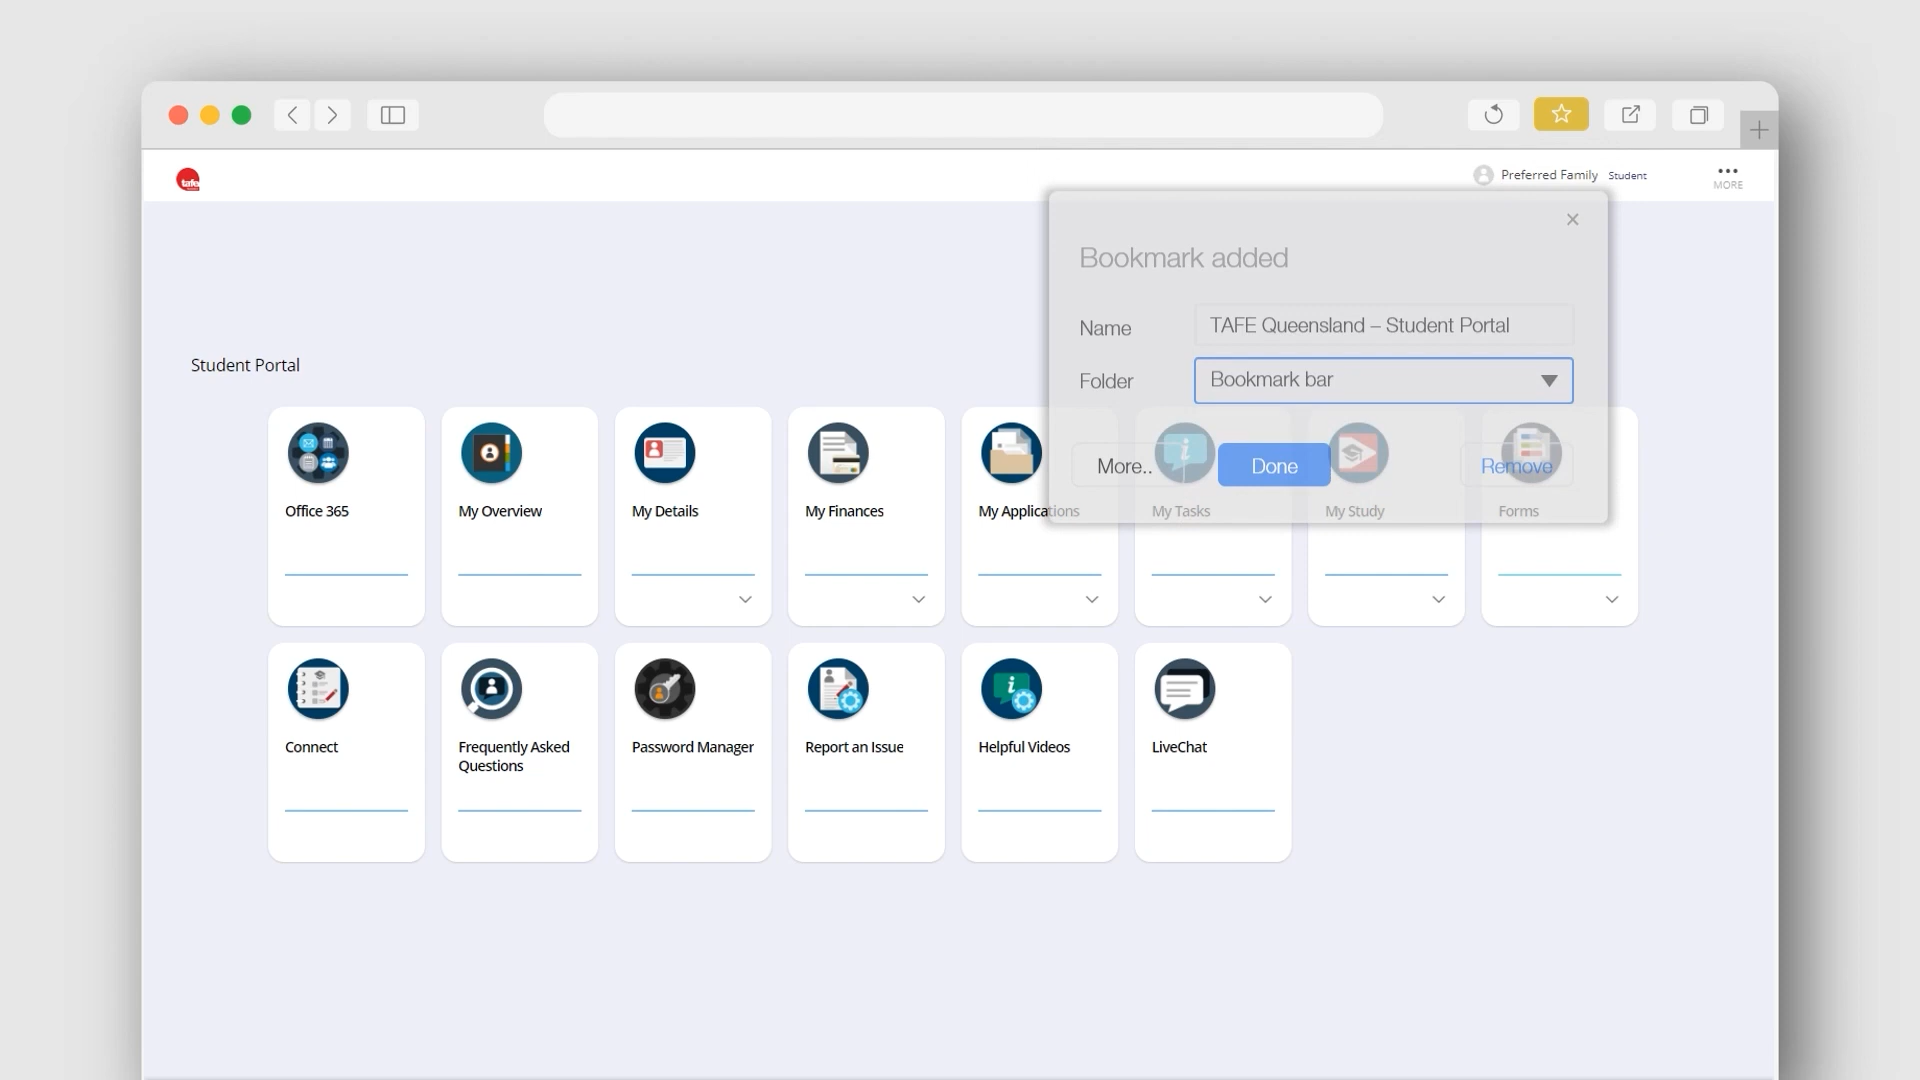 tafe
Preferred Family Student
MORE
Bookmark added
Name TAFE Queensland – Student Portal
Folder Bookmark bar
More.. Done Remove
Student Portal
Office 365
My Overview
My Details
My Finances
My Applications
My Tasks
My Study
Forms
Connect
Frequently Asked
Questions
Password Manager
Report an Issue
Helpful Videos
LiveChat